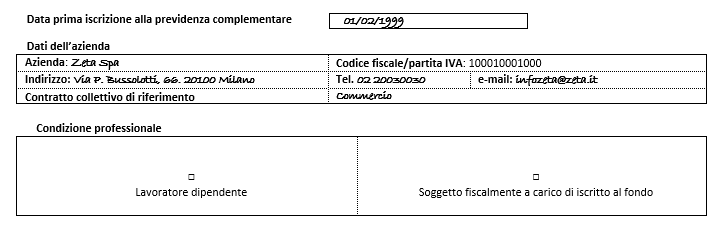 Data prima iscrizione alla previdenza complementare 01/02/1999
Dati dell'azienda
Azienda: Zeta Spa Codice fiscale/partita IVA: 100010001000
Indirizzo: Via P. Bussolotti, 66. 20100 Milano Tel. 02 20030030 e-mail: infozeta@zeta.it
Contratto collettivo di riferimento Commercio
Condizione professionale
□ □
Lavoratore dipendente Soggetto fiscalmente a carico di iscritto al fondo